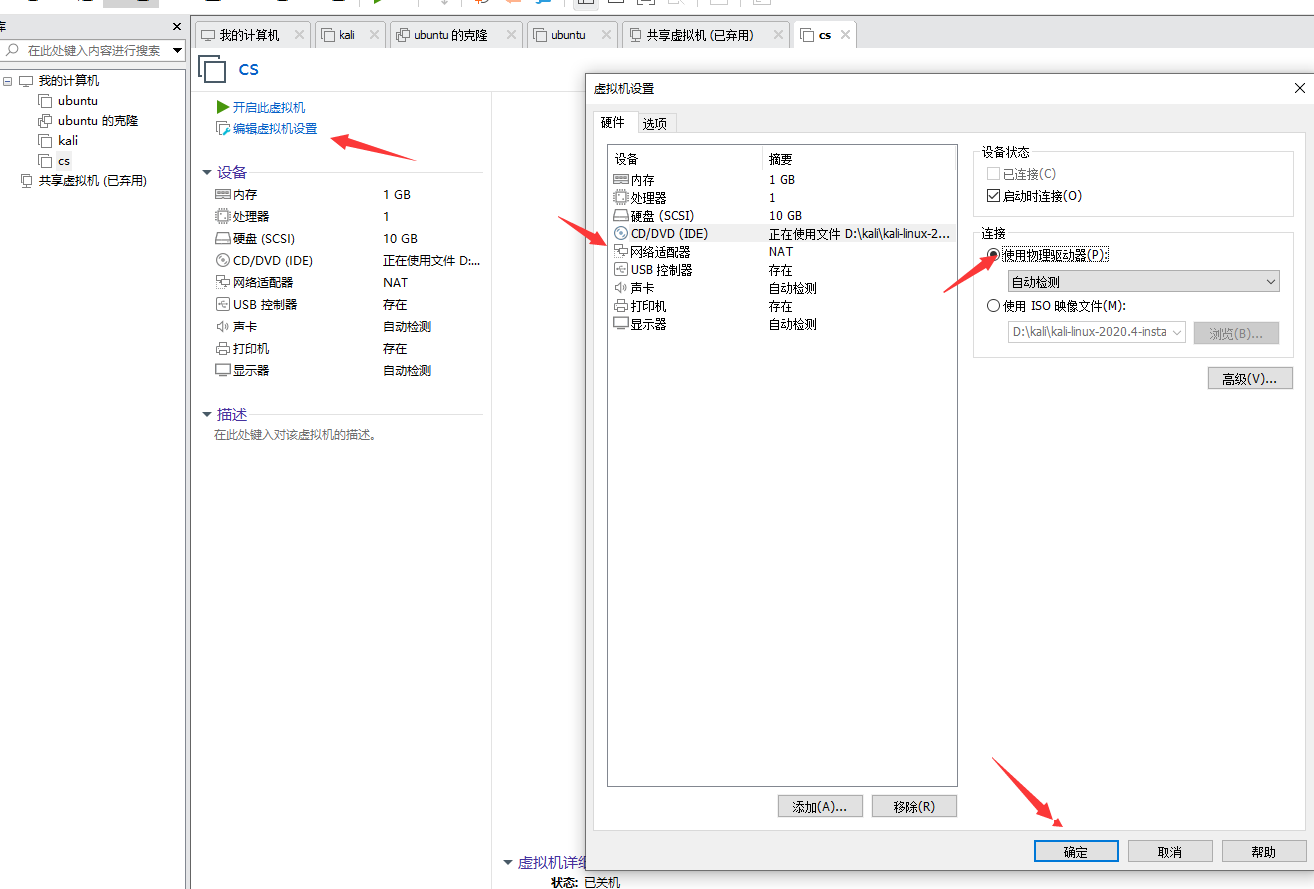 库
在此处键入内容进行搜索
我的计算机
ubuntu
ubuntu 的克隆
kali
cs
共享虚拟机 (已弃用)
我的计算机
kali
ubuntu 的克隆
ubuntu
共享虚拟机 (已弃用)
cs
cs
开启此虚拟机
编辑虚拟机设置
设备
内存 1 GB
处理器 1
硬盘 (SCSI) 10 GB
CD/DVD (IDE) 正在使用文件 D:...
网络适配器 NAT
USB 控制器 存在
声卡 自动检测
打印机 存在
显示器 自动检测
描述
在此处键入对该虚拟机的描述。
虚拟机详细
状态: 已关机
虚拟机设置
硬件
选项
设备 摘要
内存 1 GB
处理器 1
硬盘 (SCSI) 10 GB
CD/DVD (IDE) 正在使用文件 D:\kali\kali-linux-2...
网络适配器 NAT
USB 控制器 存在
声卡 自动检测
打印机 存在
显示器 自动检测
添加(A)...
移除(R)
设备状态
已连接(C)
启动时连接(O)
连接
使用物理驱动器(P):
自动检测
使用 ISO 映像文件(M):
D:\kali\kali-linux-2020.4-insta
浏览(B)...
高级(V)...
确定
取消
帮助